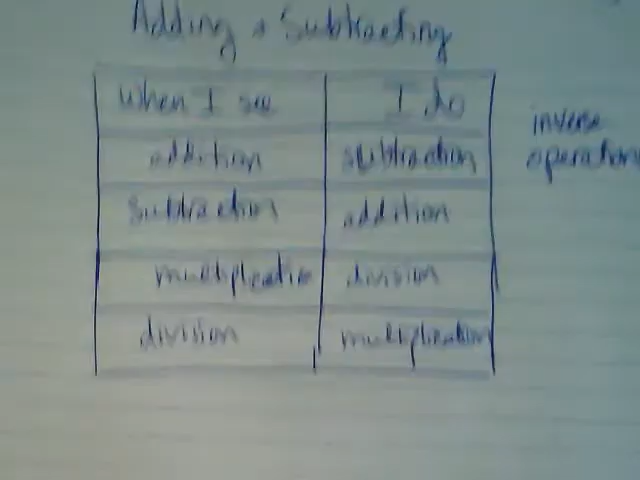 Adding + Subtracting
When I see I do
addition subtraction
subtraction addition
multiplication division
division multiplication
inverse
operations